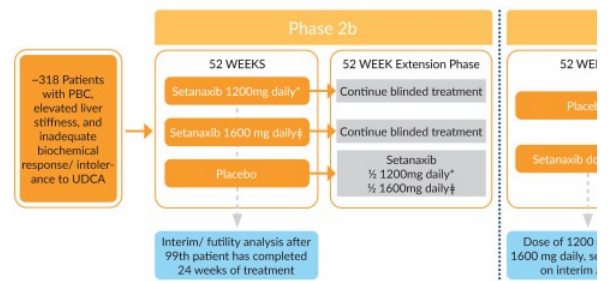 Phase 2b
~318 Patients
with PBC,
elevated liver
stiffness, and
inadequate
biochemical
response/ intoler-
ance to UDCA
52 WEEKS
Setanaxib 1200mg daily*
Setanaxib 1600 mg daily‡
Placebo
Interim/ futility analysis after
99th patient has completed
24 weeks of treatment
52 WEEK Extension Phase
Continue blinded treatment
Continue blinded treatment
Setanaxib
½ 1200mg daily*
½ 1600mg daily‡
52 WE
Placeb
Setanaxib do
Dose of 1200
1600 mg daily, se
on interim a